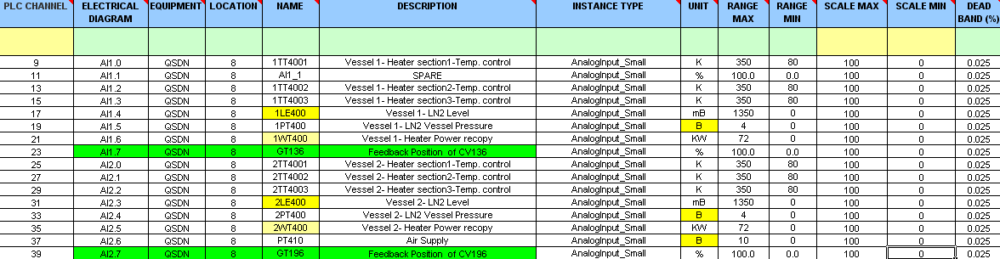 PLC CHANNEL ELECTRICAL DIAGRAM EQUIPMENT LOCATION NAME DESCRIPTION INSTANCE TYPE UNIT RANGE MAX RANGE MIN SCALE MAX SCALE MIN DEAD BAND (%)
9 AI1.0 QSDN 8 1TT4001 Vessel 1- Heater section1-Temp. control AnalogInput_Small K 350 80 100 0 0.025
11 AI1.1 QSDN 8 AI1_1 SPARE AnalogInput_Small % 100.0 0.0 100 0 0.025
13 AI1.2 QSDN 8 1TT4002 Vessel 1- Heater section2-Temp. control AnalogInput_Small K 350 80 100 0 0.025
15 AI1.3 QSDN 8 1TT4003 Vessel 1- Heater section3-Temp. control AnalogInput_Small K 350 80 100 0 0.025
17 AI1.4 QSDN 8 1LE400 Vessel 1- LN2 Level AnalogInput_Small mB 1350 0 100 0 0.025
19 AI1.5 QSDN 8 1PT400 Vessel 1- LN2 Vessel Pressure AnalogInput_Small B 4 0 100 0 0.025
21 AI1.6 QSDN 8 1WT400 Vessel 1- Heater Power recopy AnalogInput_Small KW 72 0 100 0 0.025
23 AI1.7 QSDN 8 GT136 Feedback Position of CV136 AnalogInput_Small % 100.0 0.0 100 0 0.025
25 AI2.0 QSDN 8 2TT4001 Vessel 2- Heater section1-Temp. control AnalogInput_Small K 350 80 100 0 0.025
27 AI2.1 QSDN 8 2TT4002 Vessel 2- Heater section2-Temp. control AnalogInput_Small K 350 80 100 0 0.025
29 AI2.2 QSDN 8 2TT4003 Vessel 2- Heater section3-Temp. control AnalogInput_Small K 350 80 100 0 0.025
31 AI2.3 QSDN 8 2LE400 Vessel 2- LN2 Level AnalogInput_Small mB 1350 0 100 0 0.025
33 AI2.4 QSDN 8 2PT400 Vessel 2- LN2 Vessel Pressure AnalogInput_Small B 4 0 100 0 0.025
35 AI2.5 QSDN 8 2WT400 Vessel 2- Heater Power recopy AnalogInput_Small KW 72 0 100 0 0.025
37 AI2.6 QSDN 8 PT410 Air Supply AnalogInput_Small B 10 0 100 0 0.025
39 AI2.7 QSDN 8 GT196 Feedback Position of CV196 AnalogInput_Small % 100.0 0.0 100 0 0.025